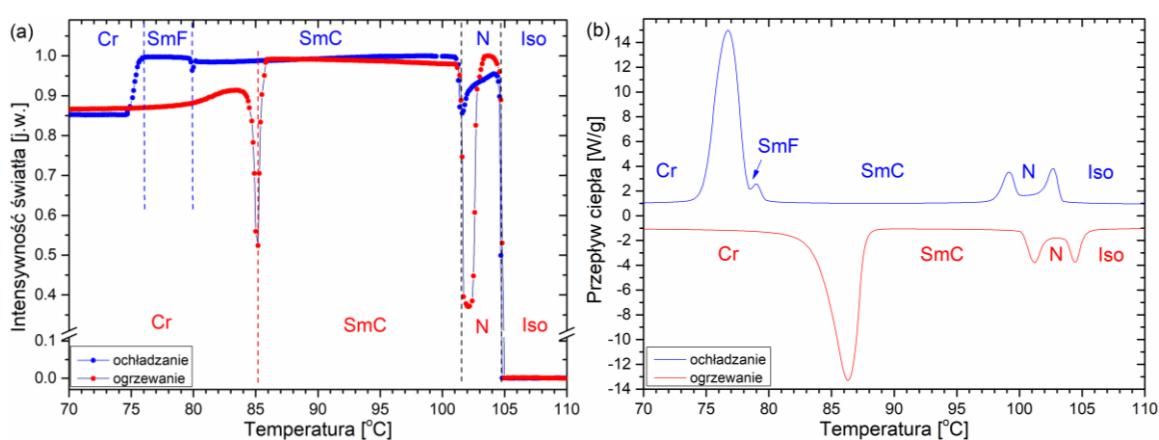 (a)
Cr SmF SmC N Iso
1.0
0.9
0.8
0.7
0.6
0.5
0.4
0.1
0.0
Intensywność światła [j.w.]
Cr SmC N Iso
ochładzanie
ogrzewanie
70 75 80 85 90 95 100 105 110
Temperatura [°C]
(b)
14
12
10
8
6
4
2
0
-2
-4
-6
-8
-10
-12
-14
Przepływ ciepła [W/g]
SmF
Cr SmC N Iso
Cr SmC N Iso
ochładzanie
ogrzewanie
70 75 80 85 90 95 100 105 110
Temperatura [°C]